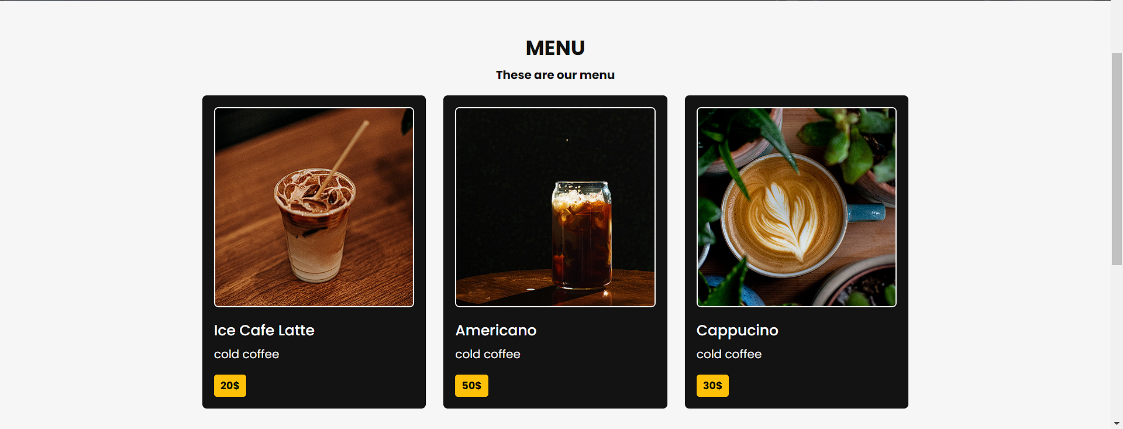 MENU
These are our menu
Ice Cafe Latte
cold coffee
20$
Americano
cold coffee
50$
Cappucino
cold coffee
30$